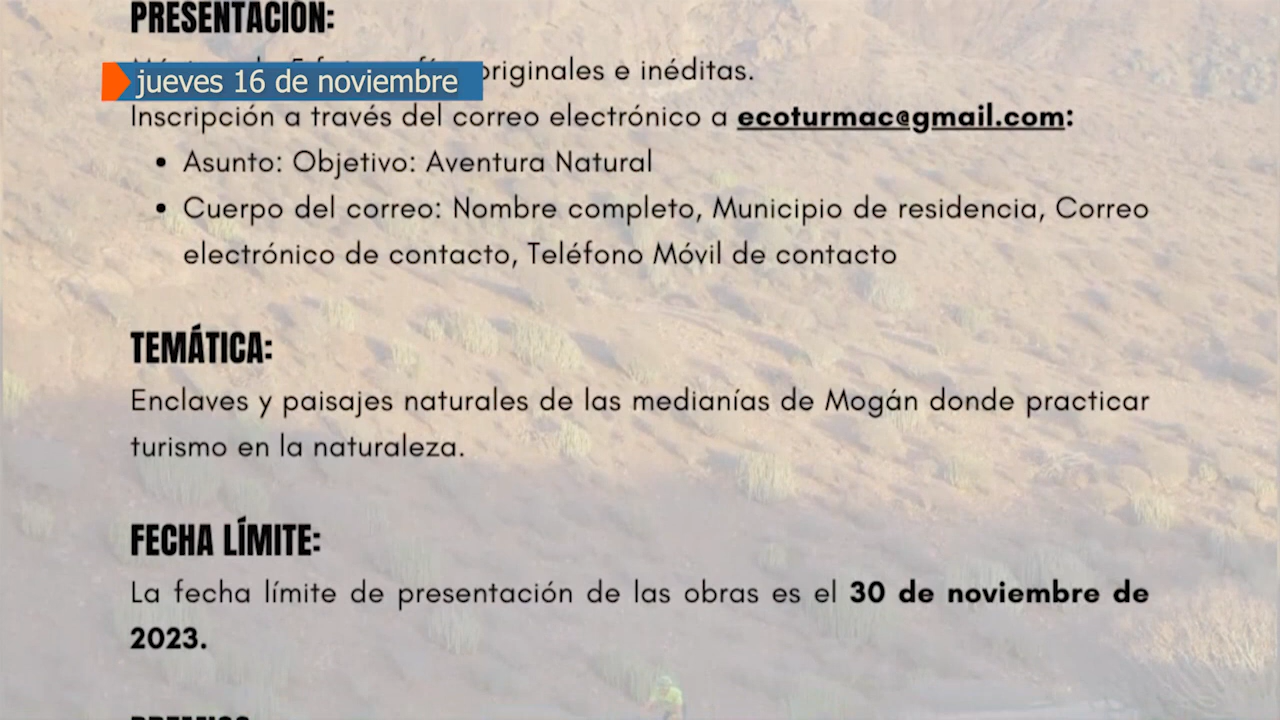 PRESENTACIÓN:
originales e inéditas.
jueves 16 de noviembre
Inscripción a través del correo electrónico a ecoturmac@gmail.com:
• Asunto: Objetivo: Aventura Natural
• Cuerpo del correo: Nombre completo, Municipio de residencia, Correo
electrónico de contacto, Teléfono Móvil de contacto
TEMÁTICA:
Enclaves y paisajes naturales de las medianías de Mogán donde practicar
turismo en la naturaleza.
FECHA LÍMITE:
La fecha límite de presentación de las obras es el 30 de noviembre de
2023.